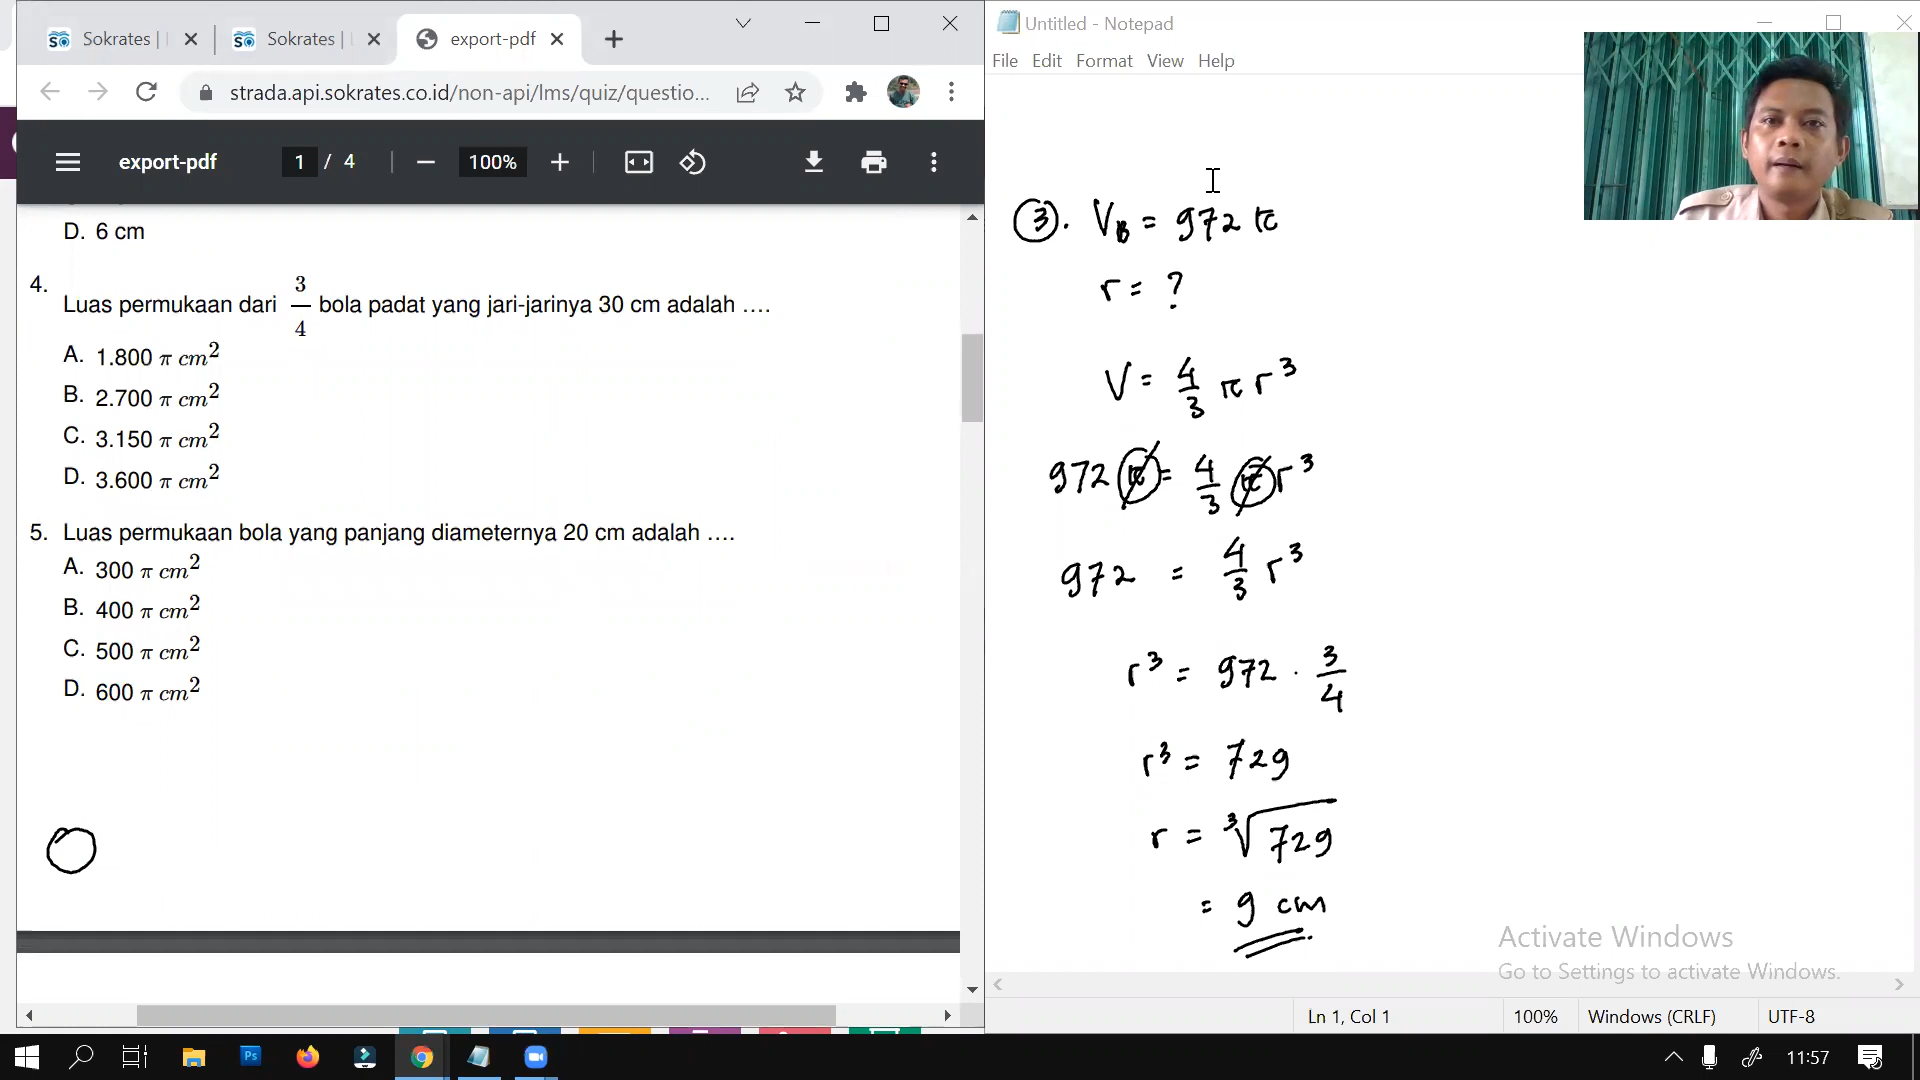 Sokrates |
Sokrates |
export-pdf
strada.api.sokrates.co.id/non-api/lms/quiz/questio...
export-pdf
1 / 4
100%
D. 6 cm
4. Luas permukaan dari 3/4 bola padat yang jari-jarinya 30 cm adalah ....
A. 1.800 π cm²
B. 2.700 π cm²
C. 3.150 π cm²
D. 3.600 π cm²
5. Luas permukaan bola yang panjang diameternya 20 cm adalah ....
A. 300 π cm²
B. 400 π cm²
C. 500 π cm²
D. 600 π cm²
Untitled - Notepad
File Edit Format View Help
3. V_B = 972 π
r = ?
V = 4/3 π r³
972 π = 4/3 π r³
972 = 4/3 r³
r³ = 972 · 3/4
r³ = 729
r = ³√729
= 9 cm
Activate Windows
Go to Settings to activate Windows.
Ln 1, Col 1
100%
Windows (CRLF)
UTF-8
Ps
11:57